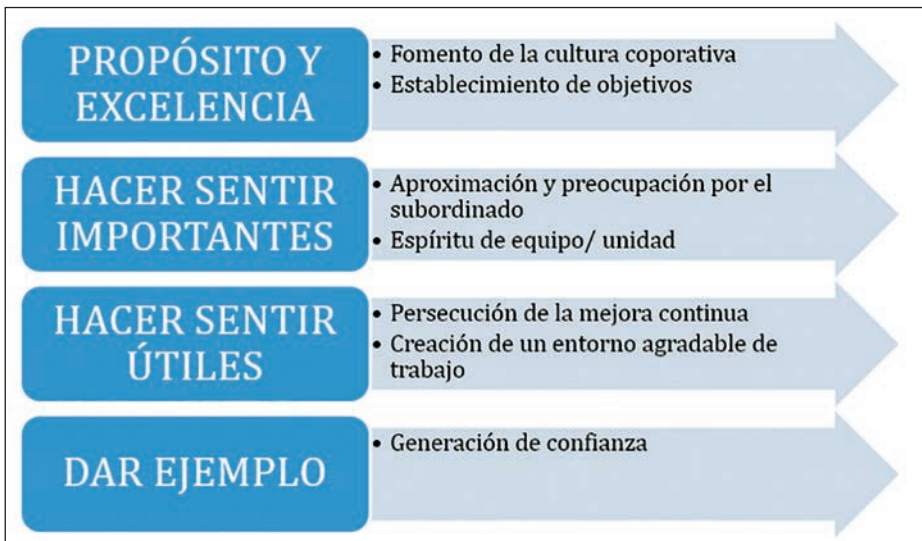 PROPÓSITO Y
EXCELENCIA
• Fomento de la cultura coporativa
• Establecimiento de objetivos
HACER SENTIR
IMPORTANTES
• Aproximación y preocupación por el
subordinado
• Espíritu de equipo/ unidad
HACER SENTIR
ÚTILES
• Persecución de la mejora continua
• Creación de un entorno agradable de
trabajo
DAR EJEMPLO
• Generación de confianza